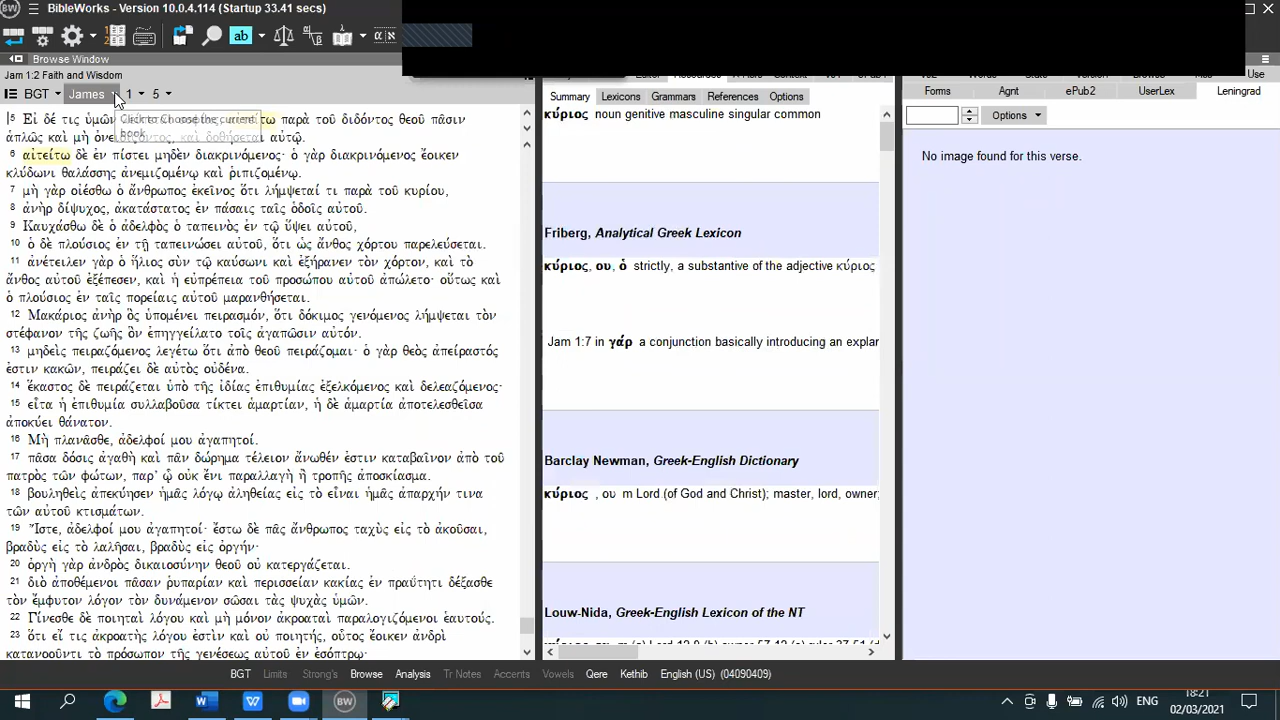 BibleWorks - Version 10.0.4.114 (Startup 33.41 secs)
ab
Browse Window
Jam 1:2 Faith and Wisdom
BGT James 1 5
Click to Choose the current book
5 Εἰ δέ τις ὑμῶν
παρὰ τοῦ διδόντος θεοῦ πᾶσιν
ἁπλῶς καὶ μὴ ὀνειδίζοντος, καὶ δοθήσεται αὐτῷ.
6 αἰτείτω δὲ ἐν πίστει μηδὲν διακρινόμενος· ὁ γὰρ διακρινόμενος ἔοικεν
κλύδωνι θαλάσσης ἀνεμιζομένῳ καὶ ῥιπιζομένῳ.
7 μὴ γὰρ οἰέσθω ὁ ἄνθρωπος ἐκεῖνος ὅτι λήμψεταί τι παρὰ τοῦ κυρίου,
8 ἀνὴρ δίψυχος, ἀκατάστατος ἐν πάσαις ταῖς ὁδοῖς αὐτοῦ.
9 Καυχάσθω δὲ ὁ ἀδελφὸς ὁ ταπεινὸς ἐν τῷ ὕψει αὐτοῦ,
10 ὁ δὲ πλούσιος ἐν τῇ ταπεινώσει αὐτοῦ, ὅτι ὡς ἄνθος χόρτου παρελεύσεται.
11 ἀνέτειλεν γὰρ ὁ ἥλιος σὺν τῷ καύσωνι καὶ ἐξήρανεν τὸν χόρτον, καὶ τὸ
ἄνθος αὐτοῦ ἐξέπεσεν, καὶ ἡ εὐπρέπεια τοῦ προσώπου αὐτοῦ ἀπώλετο· οὕτως καὶ
ὁ πλούσιος ἐν ταῖς πορείαις αὐτοῦ μαρανθήσεται.
12 Μακάριος ἀνὴρ ὃς ὑπομένει πειρασμόν, ὅτι δόκιμος γενόμενος λήμψεται τὸν
στέφανον τῆς ζωῆς ὃν ἐπηγγείλατο τοῖς ἀγαπῶσιν αὐτόν.
13 μηδεὶς πειραζόμενος λεγέτω ὅτι ἀπὸ θεοῦ πειράζομαι· ὁ γὰρ θεὸς ἀπείραστός
ἐστιν κακῶν, πειράζει δὲ αὐτὸς οὐδένα.
14 ἕκαστος δὲ πειράζεται ὑπὸ τῆς ἰδίας ἐπιθυμίας ἐξελκόμενος καὶ δελεαζόμενος·
15 εἶτα ἡ ἐπιθυμία συλλαβοῦσα τίκτει ἁμαρτίαν, ἡ δὲ ἁμαρτία ἀποτελεσθεῖσα
ἀποκύει θάνατον.
16 Μὴ πλανᾶσθε, ἀδελφοί μου ἀγαπητοί.
17 πᾶσα δόσις ἀγαθὴ καὶ πᾶν δώρημα τέλειον ἄνωθέν ἐστιν καταβαῖνον ἀπὸ τοῦ
πατρὸς τῶν φώτων, παρ᾽ ᾧ οὐκ ἔνι παραλλαγὴ ἢ τροπῆς ἀποσκίασμα.
18 βουληθεὶς ἀπεκύησεν ἡμᾶς λόγῳ ἀληθείας εἰς τὸ εἶναι ἡμᾶς ἀπαρχήν τινα
τῶν αὐτοῦ κτισμάτων.
19 Ἴστε, ἀδελφοί μου ἀγαπητοί· ἔστω δὲ πᾶς ἄνθρωπος ταχὺς εἰς τὸ ἀκοῦσαι,
βραδὺς εἰς τὸ λαλῆσαι, βραδὺς εἰς ὀργήν·
20 ὀργὴ γὰρ ἀνδρὸς δικαιοσύνην θεοῦ οὐ κατεργάζεται.
21 διὸ ἀποθέμενοι πᾶσαν ῥυπαρίαν καὶ περισσείαν κακίας ἐν πραΰτητι δέξασθε
τὸν ἔμφυτον λόγον τὸν δυνάμενον σῶσαι τὰς ψυχὰς ὑμῶν.
22 Γίνεσθε δὲ ποιηταὶ λόγου καὶ μὴ μόνον ἀκροαταὶ παραλογιζόμενοι ἑαυτούς.
23 ὅτι εἴ τις ἀκροατὴς λόγου ἐστὶν καὶ οὐ ποιητής, οὗτος ἔοικεν ἀνδρὶ
κατανοοῦντι τὸ πρόσωπον τῆς γενέσεως αὐτοῦ ἐν ἐσόπτρῳ·
Summary Lexicons Grammars References Options
κύριος noun genitive masculine singular common
Friberg, Analytical Greek Lexicon
κύριος, ου, ὁ strictly, a substantive of the adjective κύριος
Jam 1:7 in γάρ a conjunction basically introducing an explan
Barclay Newman, Greek-English Dictionary
κύριος , ου m Lord (of God and Christ); master, lord, owner;
Louw-Nida, Greek-English Lexicon of the NT
Forms Agnt ePub2 UserLex Leningrad
Options
No image found for this verse.
BGT Limits Strong's Browse Analysis Tr Notes Accents Vowels Qere Kethib English (US) (04090409)
BW
ENG
18:21
02/03/2021